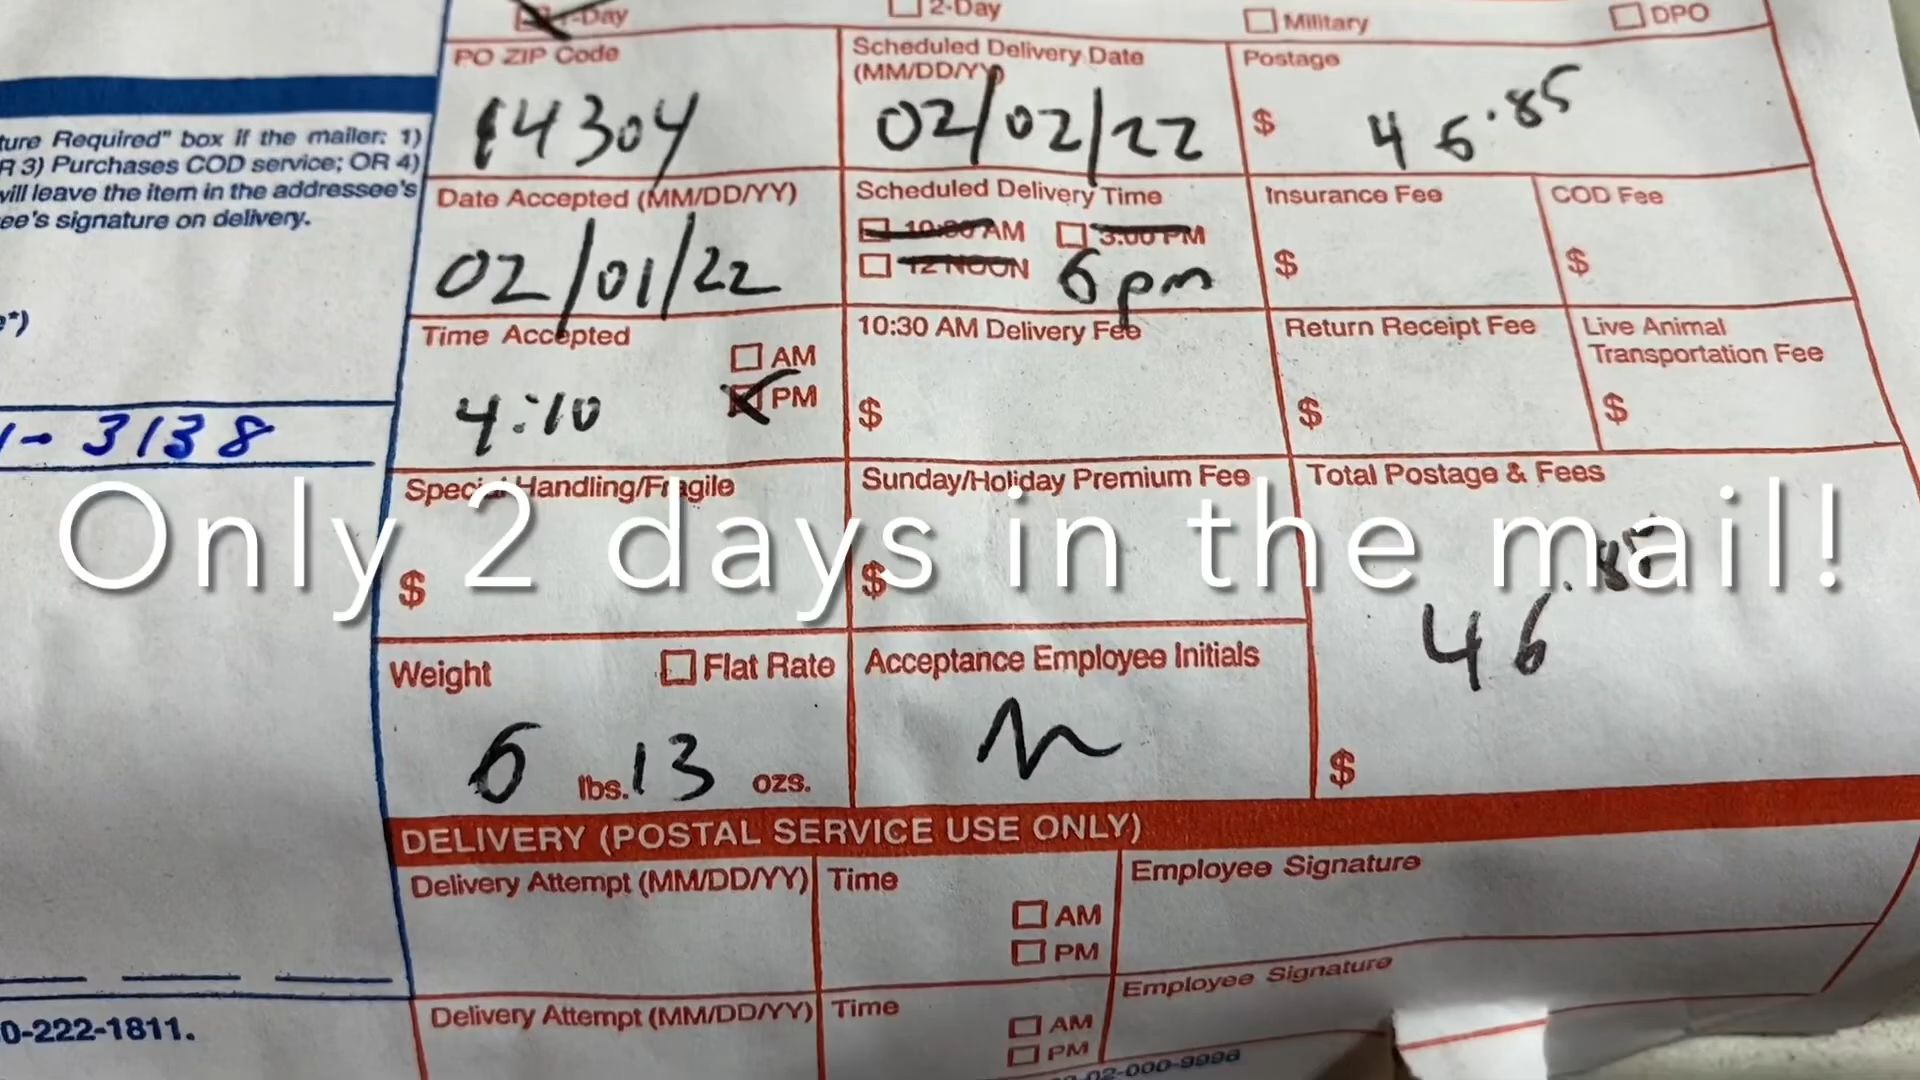 1-Day
2-Day
Military
DPO
PO ZIP Code
14304
Scheduled Delivery Date
(MM/DD/YY)
02/02/22
Postage
$ 46.85
ture Required" box if the mailer: 1)
R 3) Purchases COD service; OR 4)
will leave the item in the addressee's
ee's signature on delivery.
Date Accepted (MM/DD/YY)
02/01/22
Scheduled Delivery Time
10:30 AM
3:00 PM
12 NOON
6pm
Insurance Fee
$
COD Fee
$
e*)
Time Accepted
AM
4:10
PM
10:30 AM Delivery Fee
$
Return Receipt Fee
$
Live Animal
Transportation Fee
$
1-3138
Special Handling/Fragile
$
Sunday/Holiday Premium Fee
$
Total Postage & Fees
46.85
$
Only 2 days in the mail!
Weight
Flat Rate
6 lbs. 13 ozs.
Acceptance Employee Initials
DELIVERY (POSTAL SERVICE USE ONLY)
Delivery Attempt (MM/DD/YY)
Time
AM
PM
Employee Signature
Delivery Attempt (MM/DD/YY)
Time
AM
PM
Employee Signature
0-222-1811.
02-000-9998